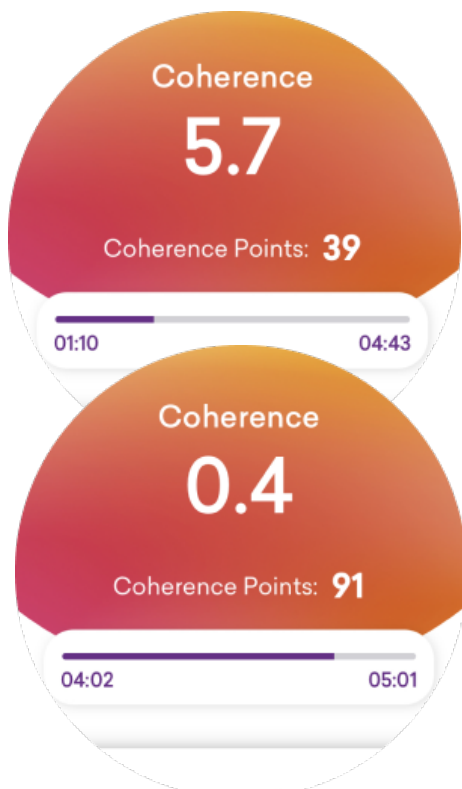 Coherence
5.7
Coherence Points: 39
01:10 04:43
Coherence
0.4
Coherence Points: 91
04:02 05:01